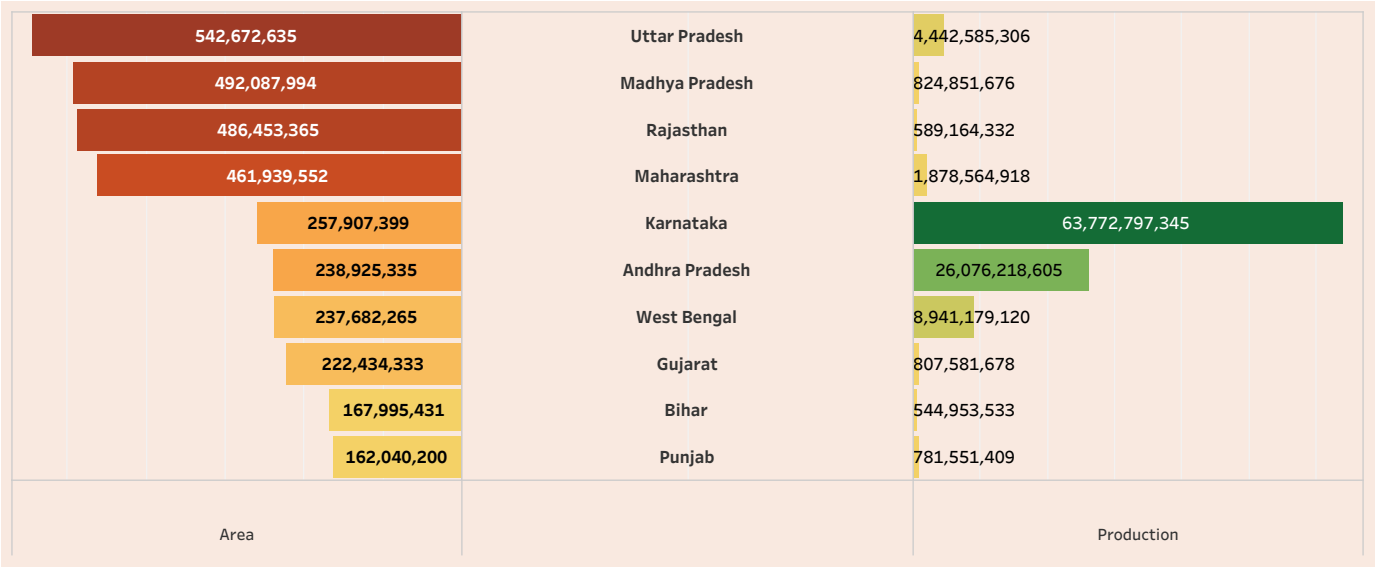 542,672,635 Uttar Pradesh 4,442,585,306
492,087,994 Madhya Pradesh 824,851,676
486,453,365 Rajasthan 589,164,332
461,939,552 Maharashtra 1,878,564,918
257,907,399 Karnataka 63,772,797,345
238,925,335 Andhra Pradesh 26,076,218,605
237,682,265 West Bengal 8,941,179,120
222,434,333 Gujarat 807,581,678
167,995,431 Bihar 544,953,533
162,040,200 Punjab 781,551,409
Area Production